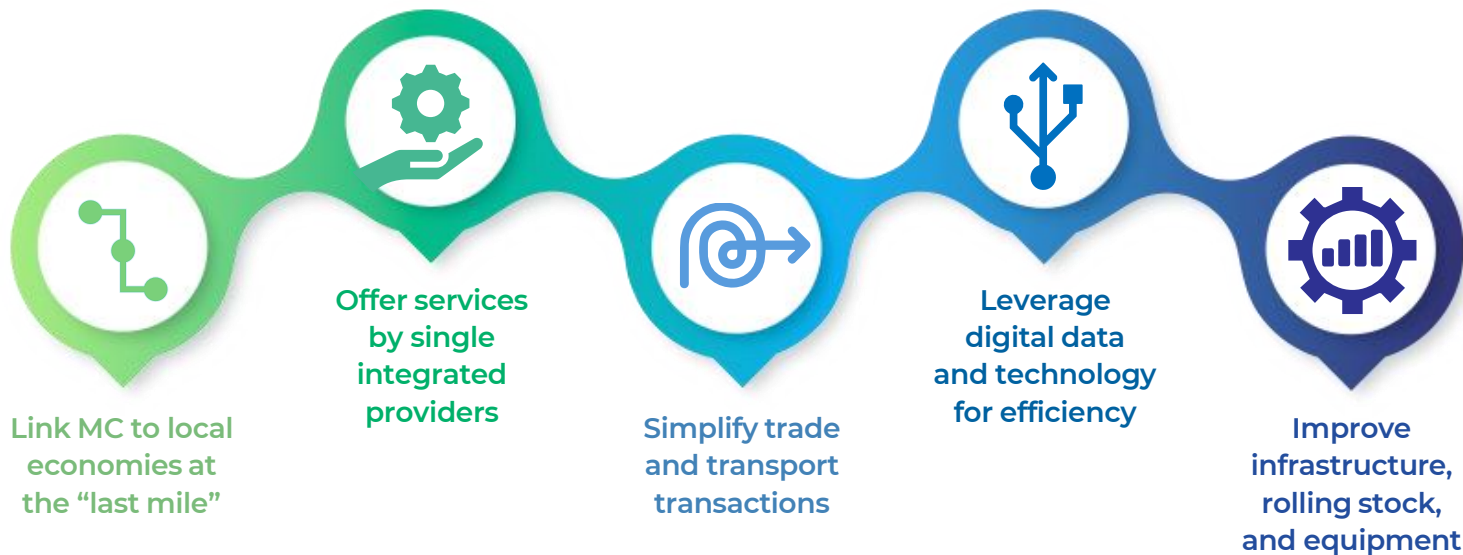 Link MC to local
economies at
the “last mile”
Offer services
by single
integrated
providers
Simplify trade
and transport
transactions
Leverage
digital data
and technology
for efficiency
Improve
infrastructure,
rolling stock,
and equipment